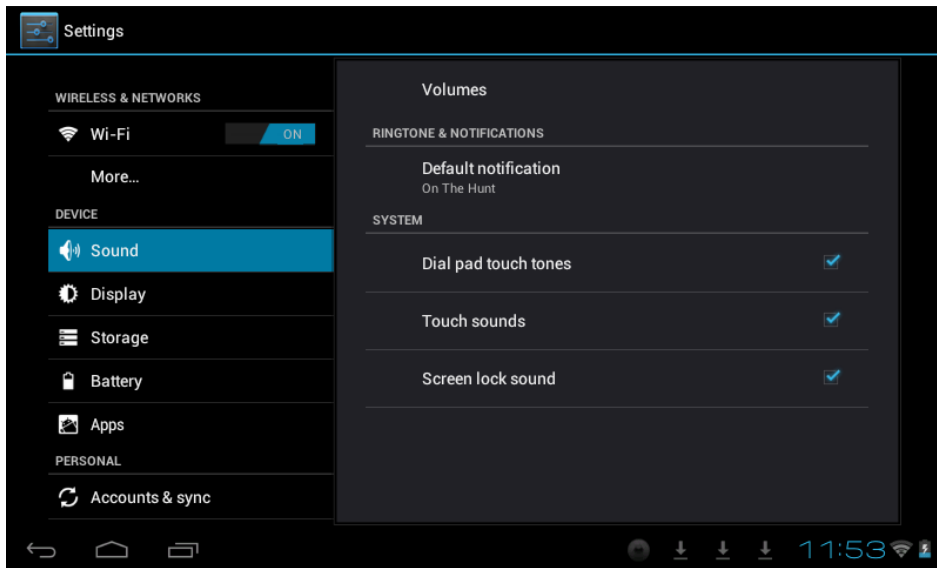 Settings
WIRELESS & NETWORKS
Wi-Fi
ON
More...
DEVICE
Sound
Display
Storage
Battery
Apps
PERSONAL
Accounts & sync
Volumes
RINGTONE & NOTIFICATIONS
Default notification
On The Hunt
SYSTEM
Dial pad touch tones
Touch sounds
Screen lock sound
11:53